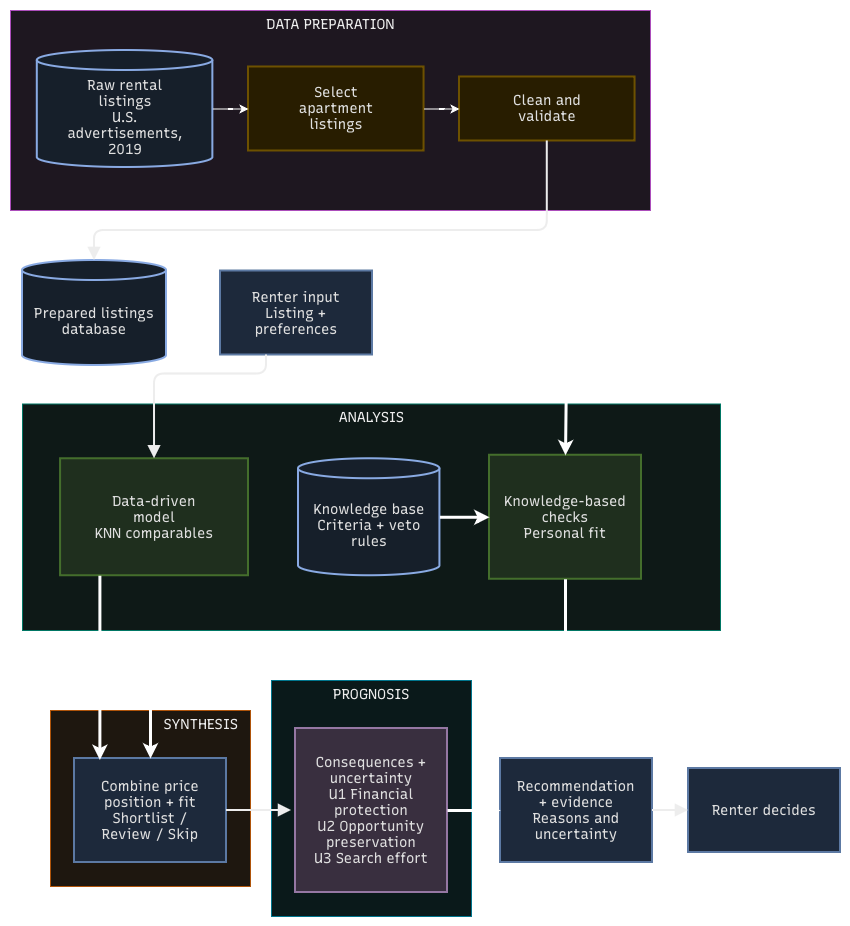 DATA PREPARATION
Raw rental
listings
U.S.
advertisements,
2019
Select
apartment
listings
Clean and
validate
Prepared listings
database
Renter input
Listing +
preferences
ANALYSIS
Data-driven
model
KNN comparables
Knowledge base
Criteria + veto
rules
Knowledge-based
checks
Personal fit
SYNTHESIS
Combine price
position + fit
Shortlist /
Review / Skip
PROGNOSIS
Consequences +
uncertainty
U1 Financial
protection
U2 Opportunity
preservation
U3 Search effort
Recommendation
+ evidence
Reasons and
uncertainty
Renter decides